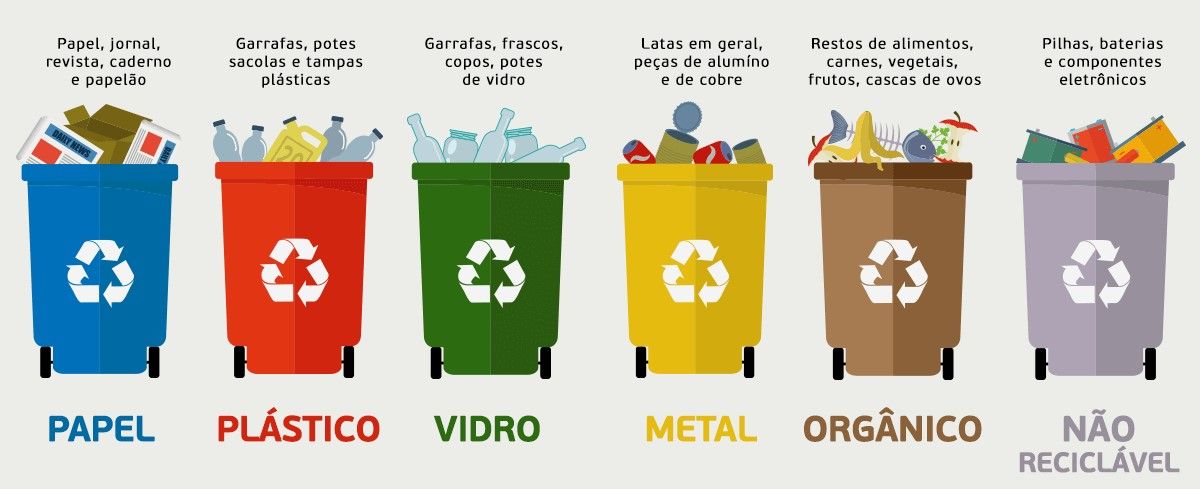 Papel, jornal,
revista, caderno
e papelão
Garrafas, potes
sacolas e tampas
plásticas
Garrafas, frascos,
copos, potes
de vidro
Latas em geral,
peças de alumíno
e de cobre
Restos de alimentos,
carnes, vegetais,
frutos, cascas de ovos
Pilhas, baterias
e componentes
eletrônicos
DAILY NEWS
DAILY
20
PAPEL
PLÁSTICO
VIDRO
METAL
ORGÂNICO
NÃO
RECICLÁVEL